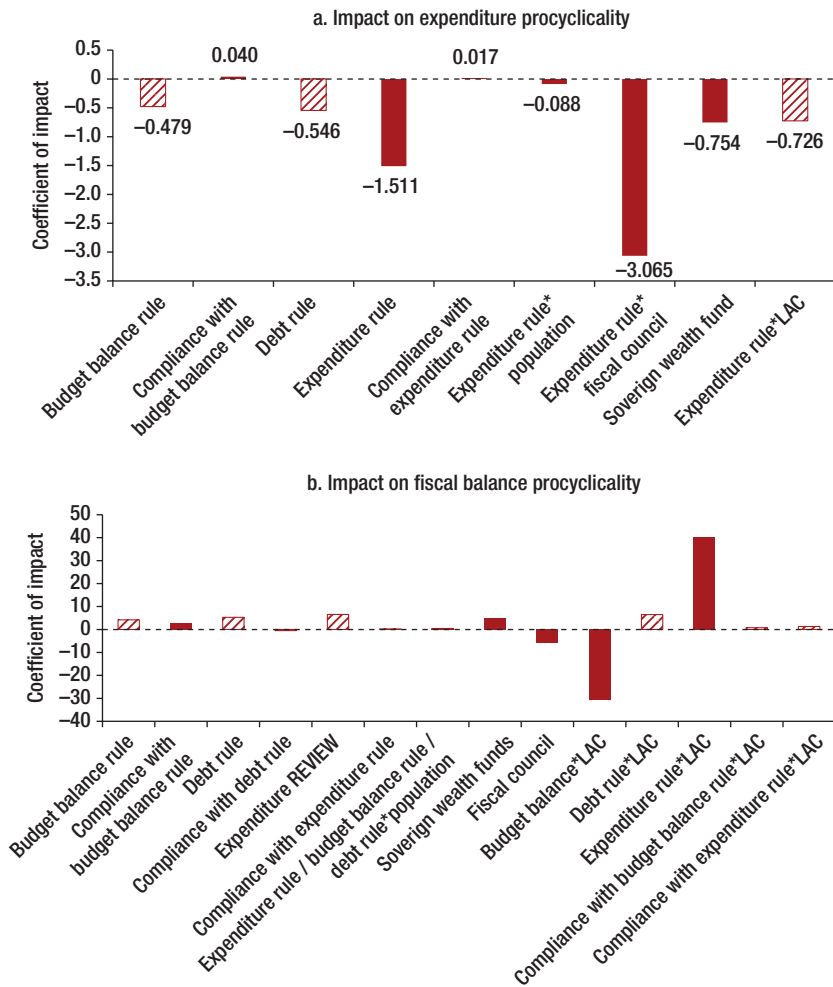 a. Impact on expenditure procyclicality
Coefficient of impact
0.5
0
−0.5
−1.0
−1.5
−2.0
−2.5
−3.0
−3.5
−0.479
0.040
−0.546
−1.511
0.017
−0.088
−3.065
−0.754
−0.726
Budget balance rule
Compliance with
budget balance rule
Debt rule
Expenditure rule
Compliance with
expenditure rule
Expenditure rule*
population
Expenditure rule*
fiscal council
Soverign wealth fund
Expenditure rule*LAC
b. Impact on fiscal balance procyclicality
Coefficient of impact
50
40
30
20
10
0
−10
−20
−30
−40
Budget balance rule
Compliance with
budget balance rule
Debt rule
Compliance with debt rule
Expenditure REVIEW
Compliance with expenditure rule
Expenditure rule / budget balance rule /
debt rule*population
Soverign wealth funds
Fiscal council
Budget balance*LAC
Debt rule*LAC
Expenditure rule*LAC
Compliance with budget balance rule*LAC
Compliance with expenditure rule*LAC